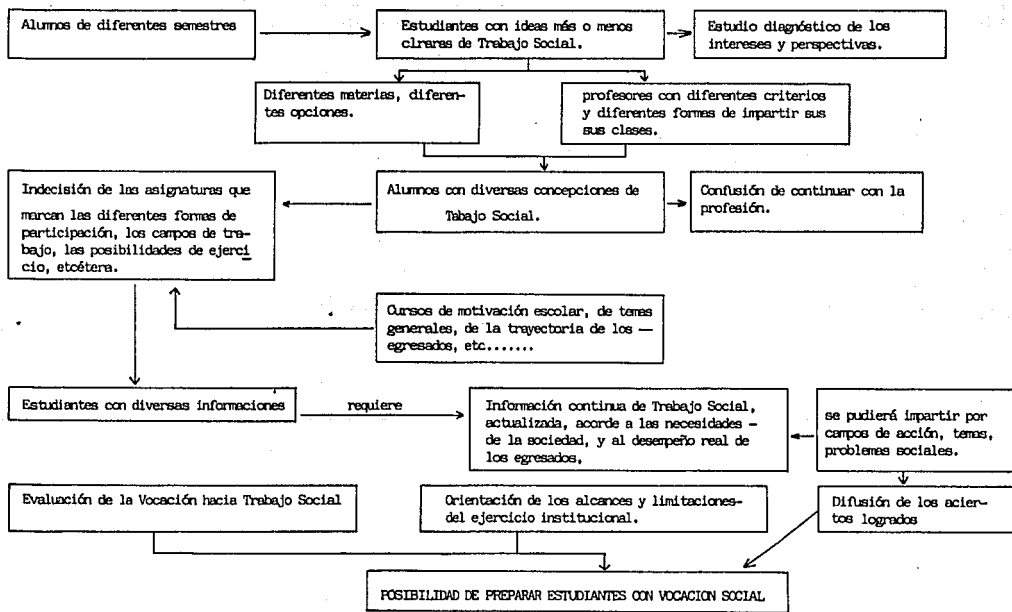 Alumnos de diferentes semestres
Estudiantes con ideas más o menos
clraras de Trabajo Social.
Estudio diagnóstico de los
intereses y perspectivas.
Diferentes materias, diferen-
tes opciones.
profesores con diferentes criterios
y diferentes formas de impartir sus
sus clases.
Indecisión de las asignaturas que
marcan las diferentes formas de
participación, los campos de tra-
bajo, las posibilidades de ejerci
cio, etcétera.
Alumnos con diversas concepciones de
Tabajo Social.
Confusión de continuar con la
profesión.
Cursos de motivación escolar, de temas
generales, de la trayectoria de los —
egresados, etc.......
Estudiantes con diversas informaciones
requiere
Información continua de Trabajo Social,
actualizada, acorde a las necesidades -
de la sociedad, y al desempeño real de
los egresados,
se pudierá impartir por
campos de acción, temas,
problemas sociales.
Evaluación de la Vocación hacia Trabajo Social
Orientación de los alcances y limitaciones-
del ejercicio institucional.
Difusión de los acier-
tos logrados
POSIBILIDAD DE PREPARAR ESTUDIANTES CON VOCACION SOCIAL